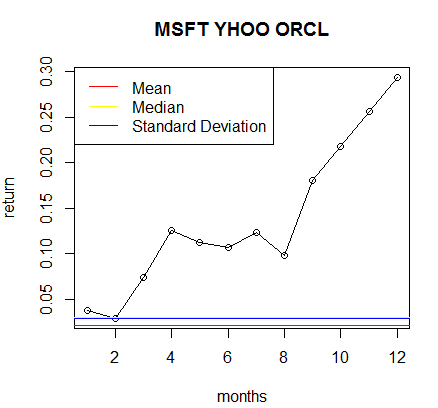 MSFT YHOO ORCL
Mean
Median
Standard Deviation
0.30
0.25
0.20
0.15
0.10
0.05
return
2 4 6 8 10 12
months